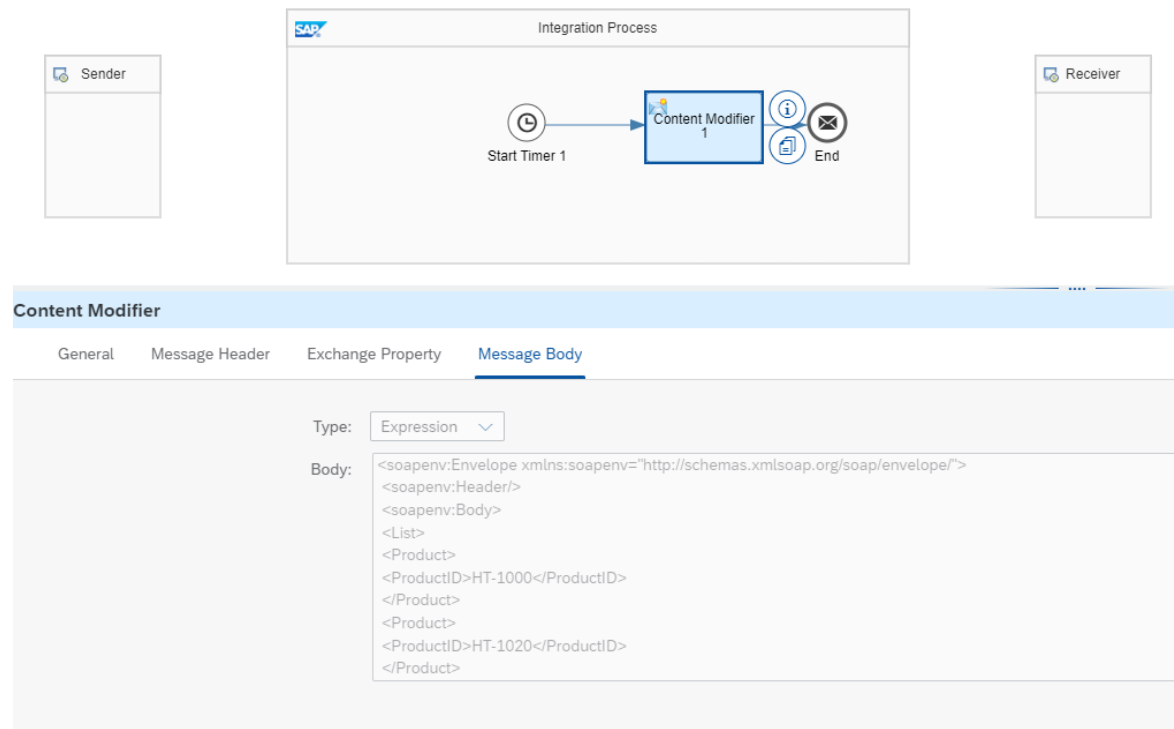 SAP
Integration Process
Sender
Receiver
Content Modifier
1
Start Timer 1
End
Content Modifier
General
Message Header
Exchange Property
Message Body
Type:
Expression
Body:
<soapenv:Envelope xmlns:soapenv="http://schemas.xmlsoap.org/soap/envelope/">
<soapenv:Header/>
<soapenv:Body>
<List>
<Product>
<ProductID>HT-1000</ProductID>
</Product>
<Product>
<ProductID>HT-1020</ProductID>
</Product>